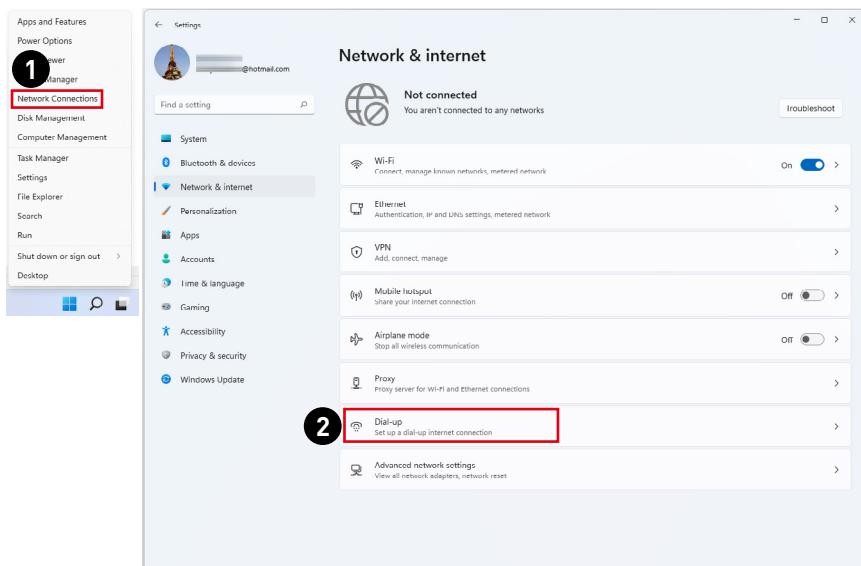 Apps and Features
Power Options
ewer
Manager
Network Connections
Disk Management
Computer Management
Task Manager
Settings
File Explorer
Search
Run
Shut down or sign out
Desktop
1
Settings
@hotmail.com
Find a setting
System
Bluetooth & devices
Network & internet
Personalization
Apps
Accounts
Time & language
Gaming
Accessibility
Privacy & security
Windows Update
Network & internet
Not connected
You aren't connected to any networks
Troubleshoot
Wi-Fi
Connect, manage known networks, metered network
On
Ethernet
Authentication, IP and DNS settings, metered network
VPN
Add, connect, manage
Mobile hotspot
Share your internet connection
Off
Airplane mode
Stop all wireless communication
Off
Proxy
Proxy server for Wi-Fi and Ethernet connections
2
Dial-up
Set up a dial-up internet connection
Advanced network settings
View all network adapters, network reset